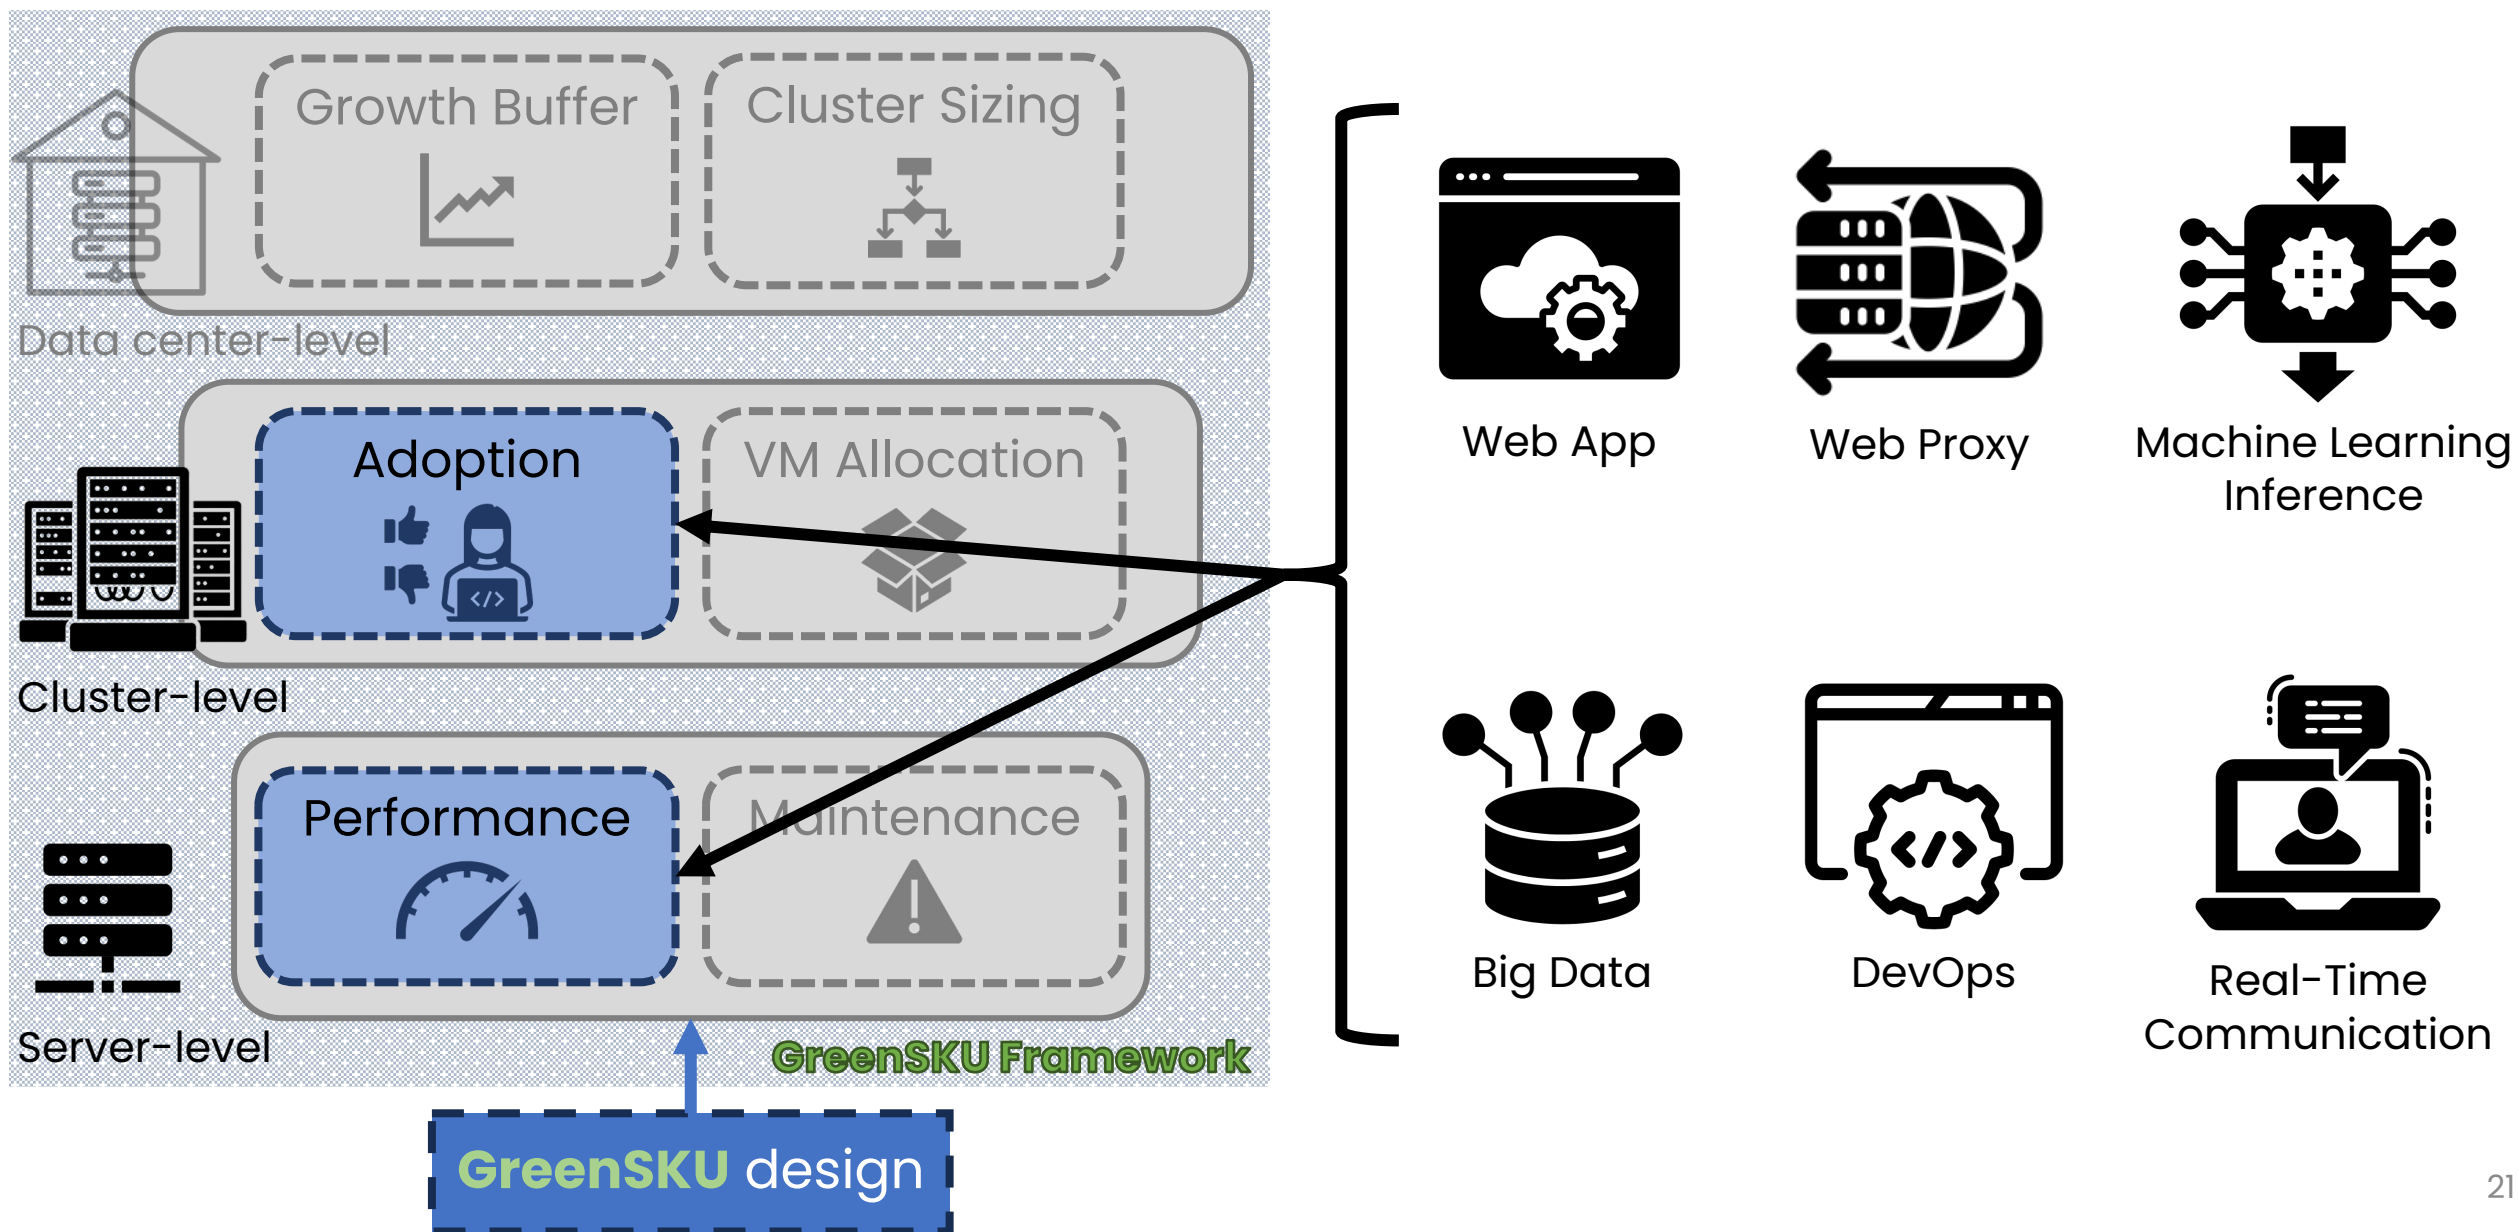 Growth Buffer
Cluster Sizing
Data center-level
Adoption
VM Allocation
Cluster-level
Performance
Maintenance
Server-level
GreenSKU Framework
GreenSKU design
Web App
Web Proxy
Machine Learning
Inference
Big Data
DevOps
Real-Time
Communication
21